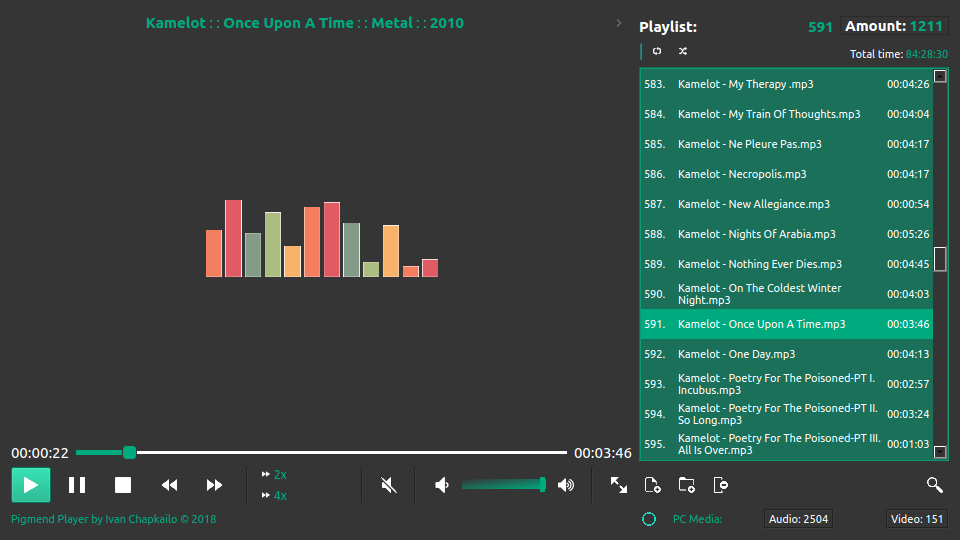 Kamelot : : Once Upon A Time : : Metal : : 2010
Playlist: 591 Amount: 1211
Total time: 84:28:30
583. Kamelot - My Therapy .mp3 00:04:26
584. Kamelot - My Train Of Thoughts.mp3 00:04:04
585. Kamelot - Ne Pleure Pas.mp3 00:04:17
586. Kamelot - Necropolis.mp3 00:04:17
587. Kamelot - New Allegiance.mp3 00:00:54
588. Kamelot - Nights Of Arabia.mp3 00:05:26
589. Kamelot - Nothing Ever Dies.mp3 00:04:45
590. Kamelot - On The Coldest Winter
Night.mp3 00:04:03
591. Kamelot - Once Upon A Time.mp3 00:03:46
592. Kamelot - One Day.mp3 00:04:13
593. Kamelot - Poetry For The Poisoned-PT I.
Incubus.mp3 00:02:57
594. Kamelot - Poetry For The Poisoned-PT II.
So Long.mp3 00:03:24
595. Kamelot - Poetry For The Poisoned-PT III.
All Is Over.mp3 00:01:03
00:00:22 00:03:46
2x
4x
Pigmend Player by Ivan Chapkailo © 2018
PC Media: Audio: 2504 Video: 151